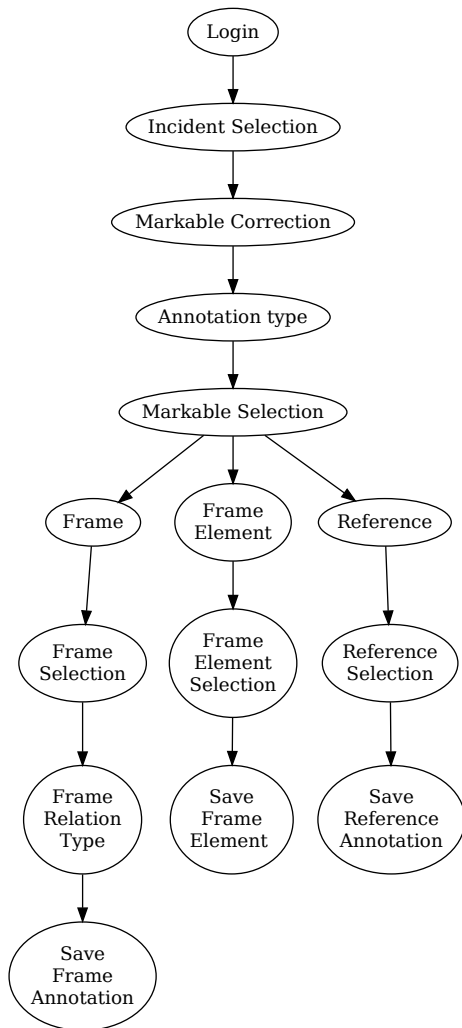 Login
Incident Selection
Markable Correction
Annotation type
Markable Selection
Frame
Frame
Element
Reference
Frame
Selection
Frame
Element
Selection
Reference
Selection
Frame
Relation
Type
Save
Frame
Element
Save
Reference
Annotation
Save
Frame
Annotation